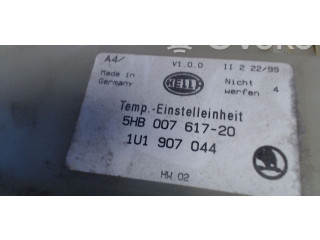 A4/ V1.0.0 II 2 22/99
Made in Germany
HELLA
Nicht werfen 4
Temp.-Einstelleinheit
5HB 007 617-20
1U1 907 044
HW 02